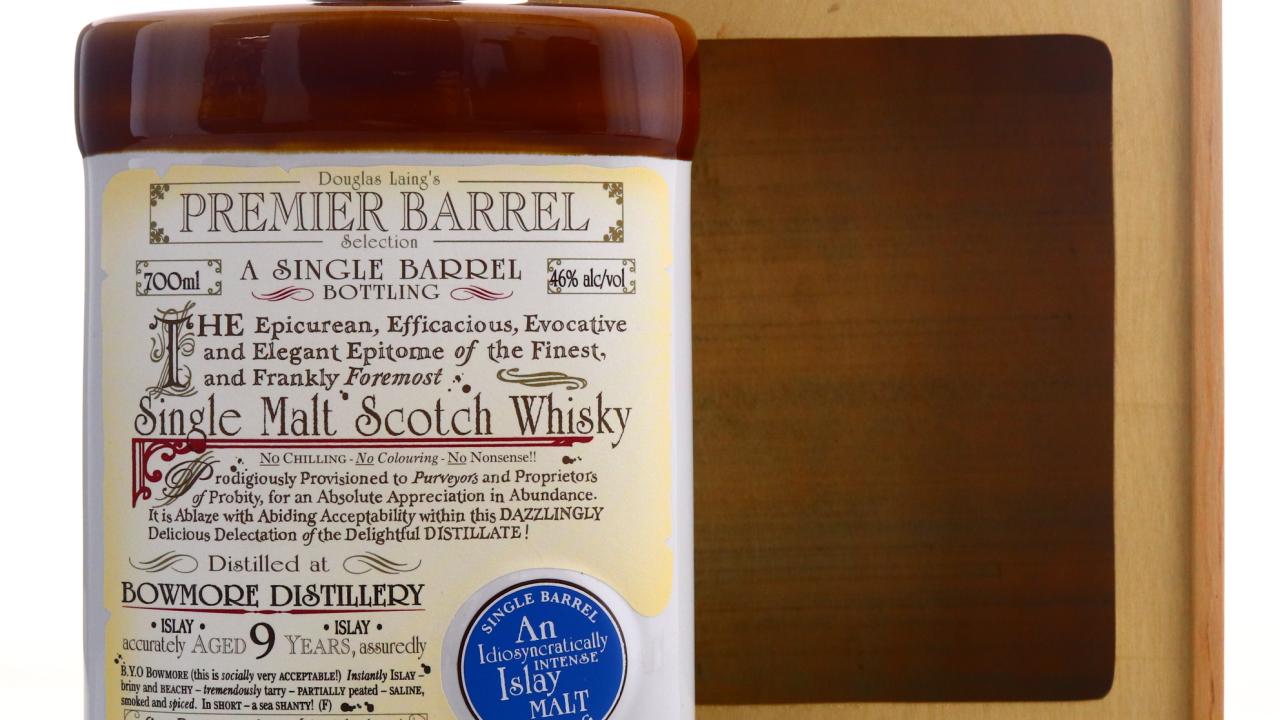 Douglas Laing's
PREMIER BARREL
Selection
700ml
A SINGLE BARREL
BOTTLING
46% alc/vol
THE Epicurean, Efficacious, Evocative
and Elegant Epitome of the Finest,
and Frankly Foremost
Single Malt Scotch Whisky
No CHILLING - No Colouring - No Nonsense!!
Prodigiously Provisioned to Purveyors and Proprietors
of Probity, for an Absolute Appreciation in Abundance.
It is Ablaze with Abiding Acceptability within this DAZZLINGLY
Delicious Delectation of the Delightful DISTILLATE!
Distilled at
BOWMORE DISTILLERY
• ISLAY • • ISLAY •
accurately AGED 9 YEARS, assuredly
B.Y.O BOWMORE (this is socially very ACCEPTABLE!) Instantly ISLAY –
briny and BEACHY – tremendously tarry – PARTIALLY peated – SALINE,
smoked and spiced. In SHORT – a sea SHANTY! (F)
SINGLE BARREL
An
Idiosyncratically
INTENSE
Islay
MALT